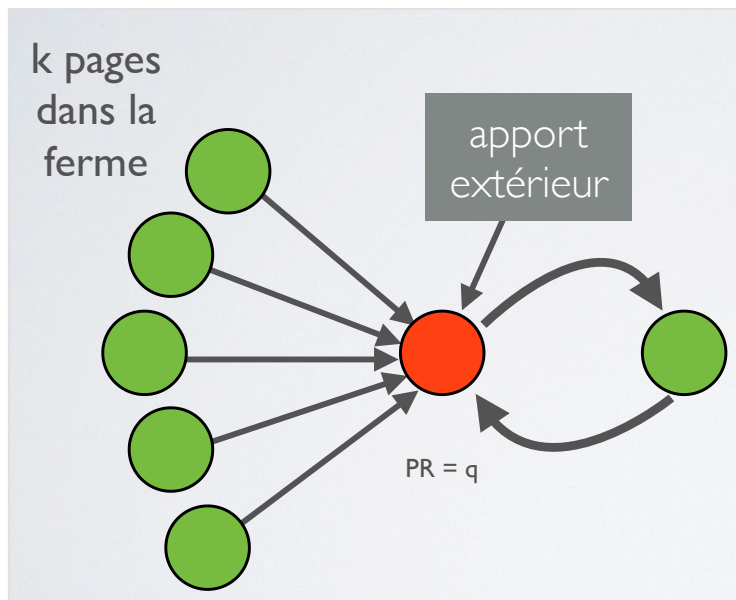 k pages
dans la
ferme
apport
extérieur
PR = q